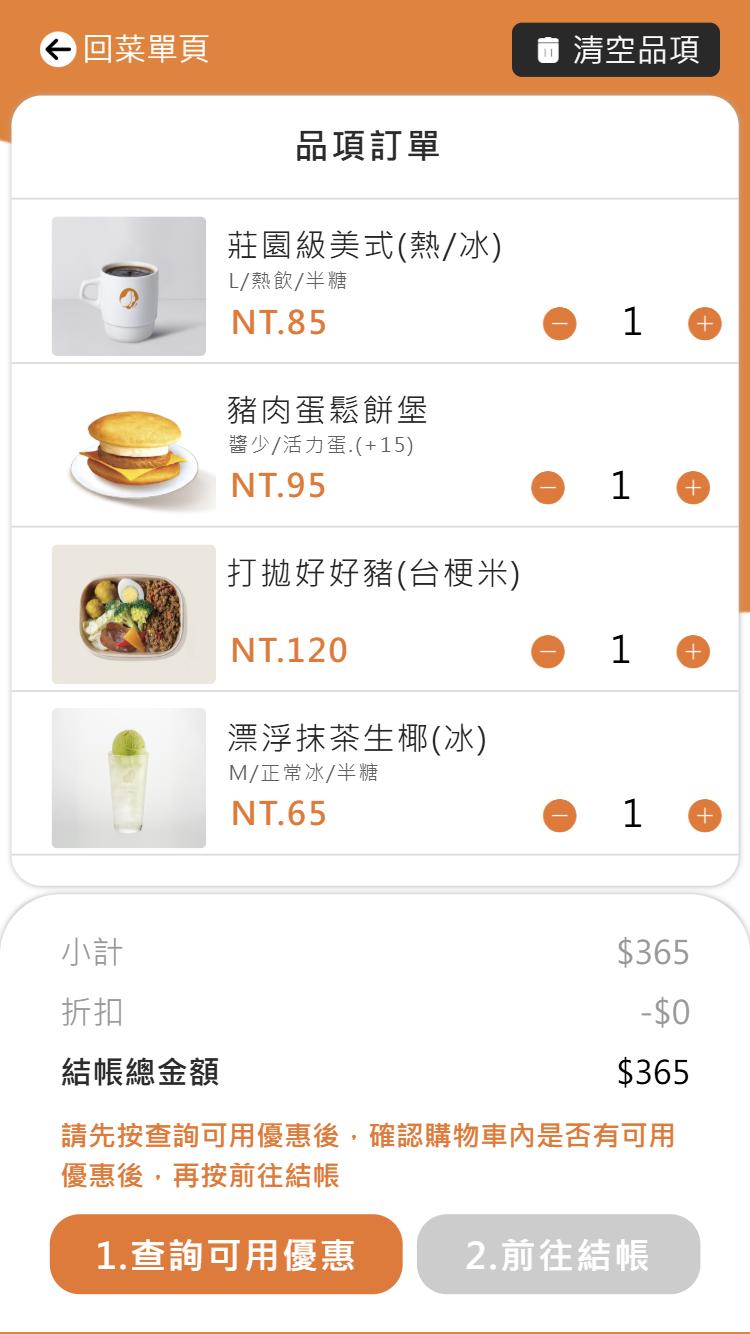 回菜單頁
清空品項
品項訂單
莊園級美式(熱/冰)
L/熱飲/半糖
NT.85
1
豬肉蛋鬆餅堡
醬少/活力蛋.(+15)
NT.95
1
打拋好好豬(台梗米)
NT.120
1
漂浮抹茶生椰(冰)
M/正常冰/半糖
NT.65
1
小計 $365
折扣 -$0
結帳總金額 $365
請先按查詢可用優惠後，確認購物車內是否有可用
優惠後，再按前往結帳
1.查詢可用優惠
2.前往結帳